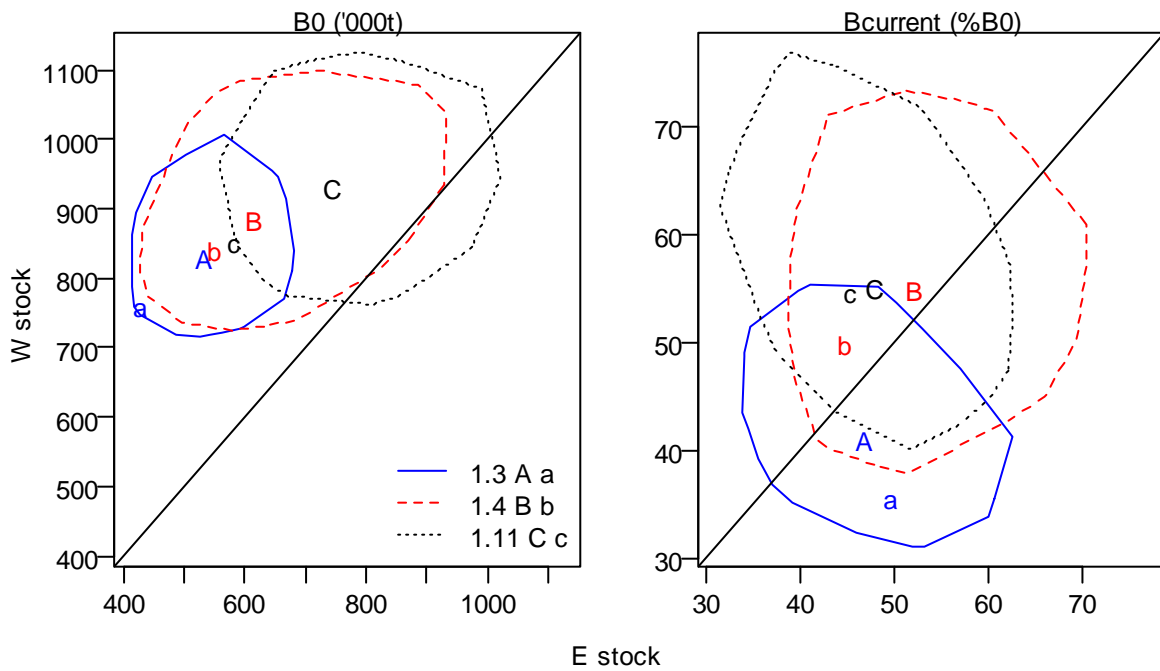 B0 ('000t)
Bcurrent (%B0)
W stock
1100
1000
900
800
700
600
500
400
400 600 800 1000
A
a
B
b
C
c
1.3 A a
1.4 B b
1.11 C c
70
60
50
40
30
30 40 50 60 70
c C B
b
A
a
E stock